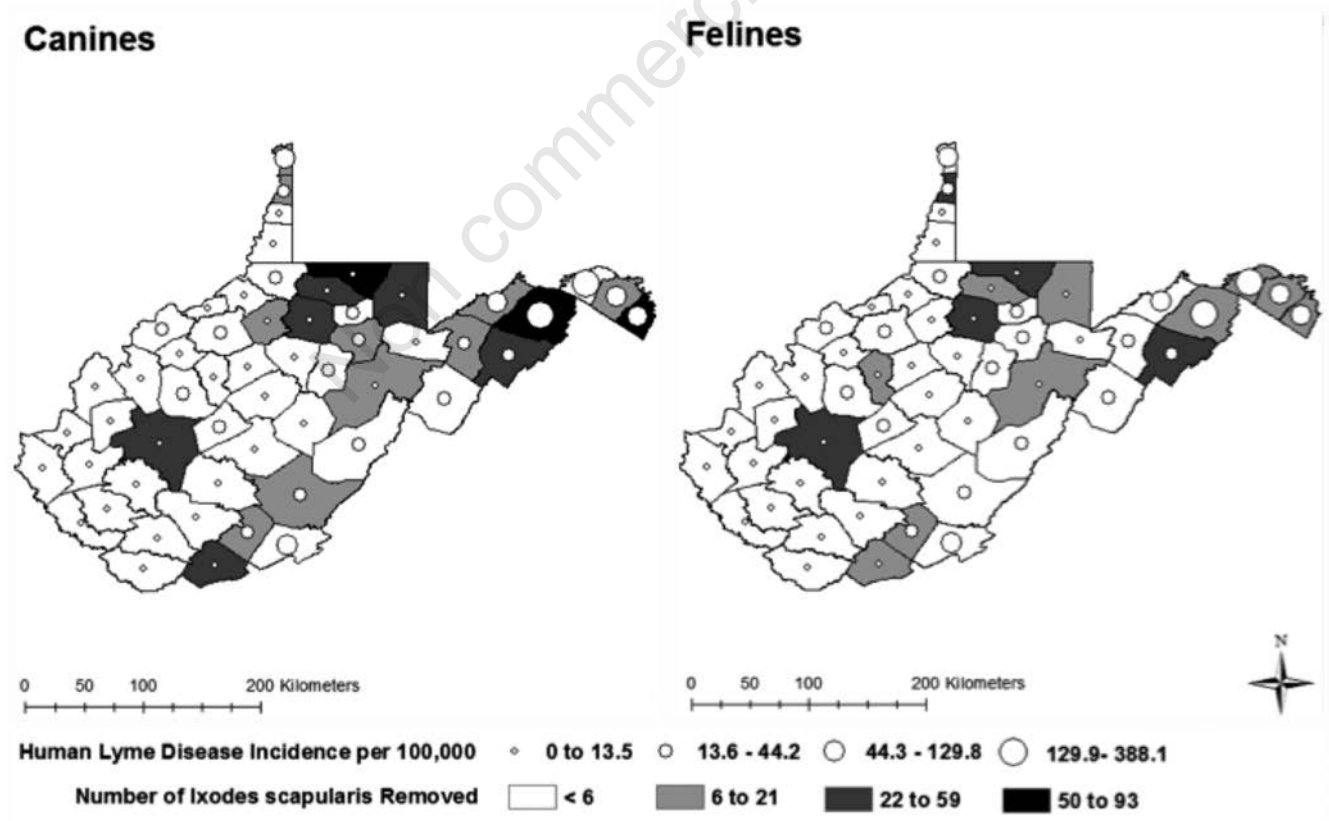 Canines
Felines
Non commerc
N
0 50 100 200 Kilometers
0 50 100 200 Kilometers
Human Lyme Disease Incidence per 100,000 0 to 13.5 13.6 - 44.2 44.3 - 129.8 129.9- 388.1
Number of Ixodes scapularis Removed < 6 6 to 21 22 to 59 50 to 93